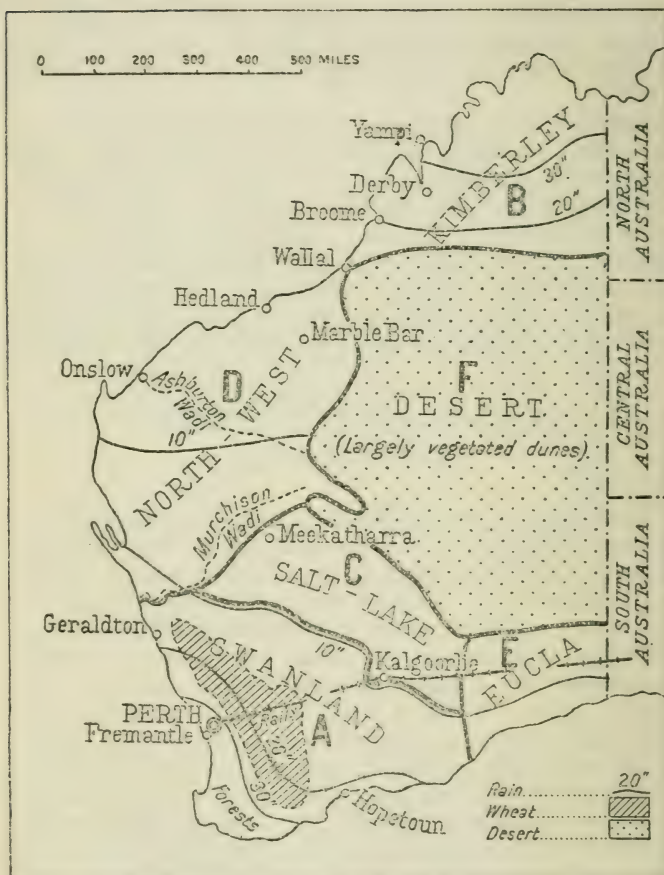 0 100 200 300 400 500 MILES
Yampi
KIMBERLEY
30"
Derby
B
20"
Broome
NORTH
AUSTRALIA
Wallal
Hedland
Marble Bar
F
DESERT
(Largely vegetated dunes).
CENTRAL
AUSTRALIA
Onslow
Ashburton
Wadi
D
10"
NORTH WEST
Murchison
Wadi
Meekatharra
C
SALT-LAKE
SOUTH
AUSTRALIA
Geraldton
SWANLAND
10"
Kalgoorlie
E
EUCLA
PERTH
Fremantle
A
20"
30"
Forests
Hopetoun
Rain 20"
Wheat
Desert